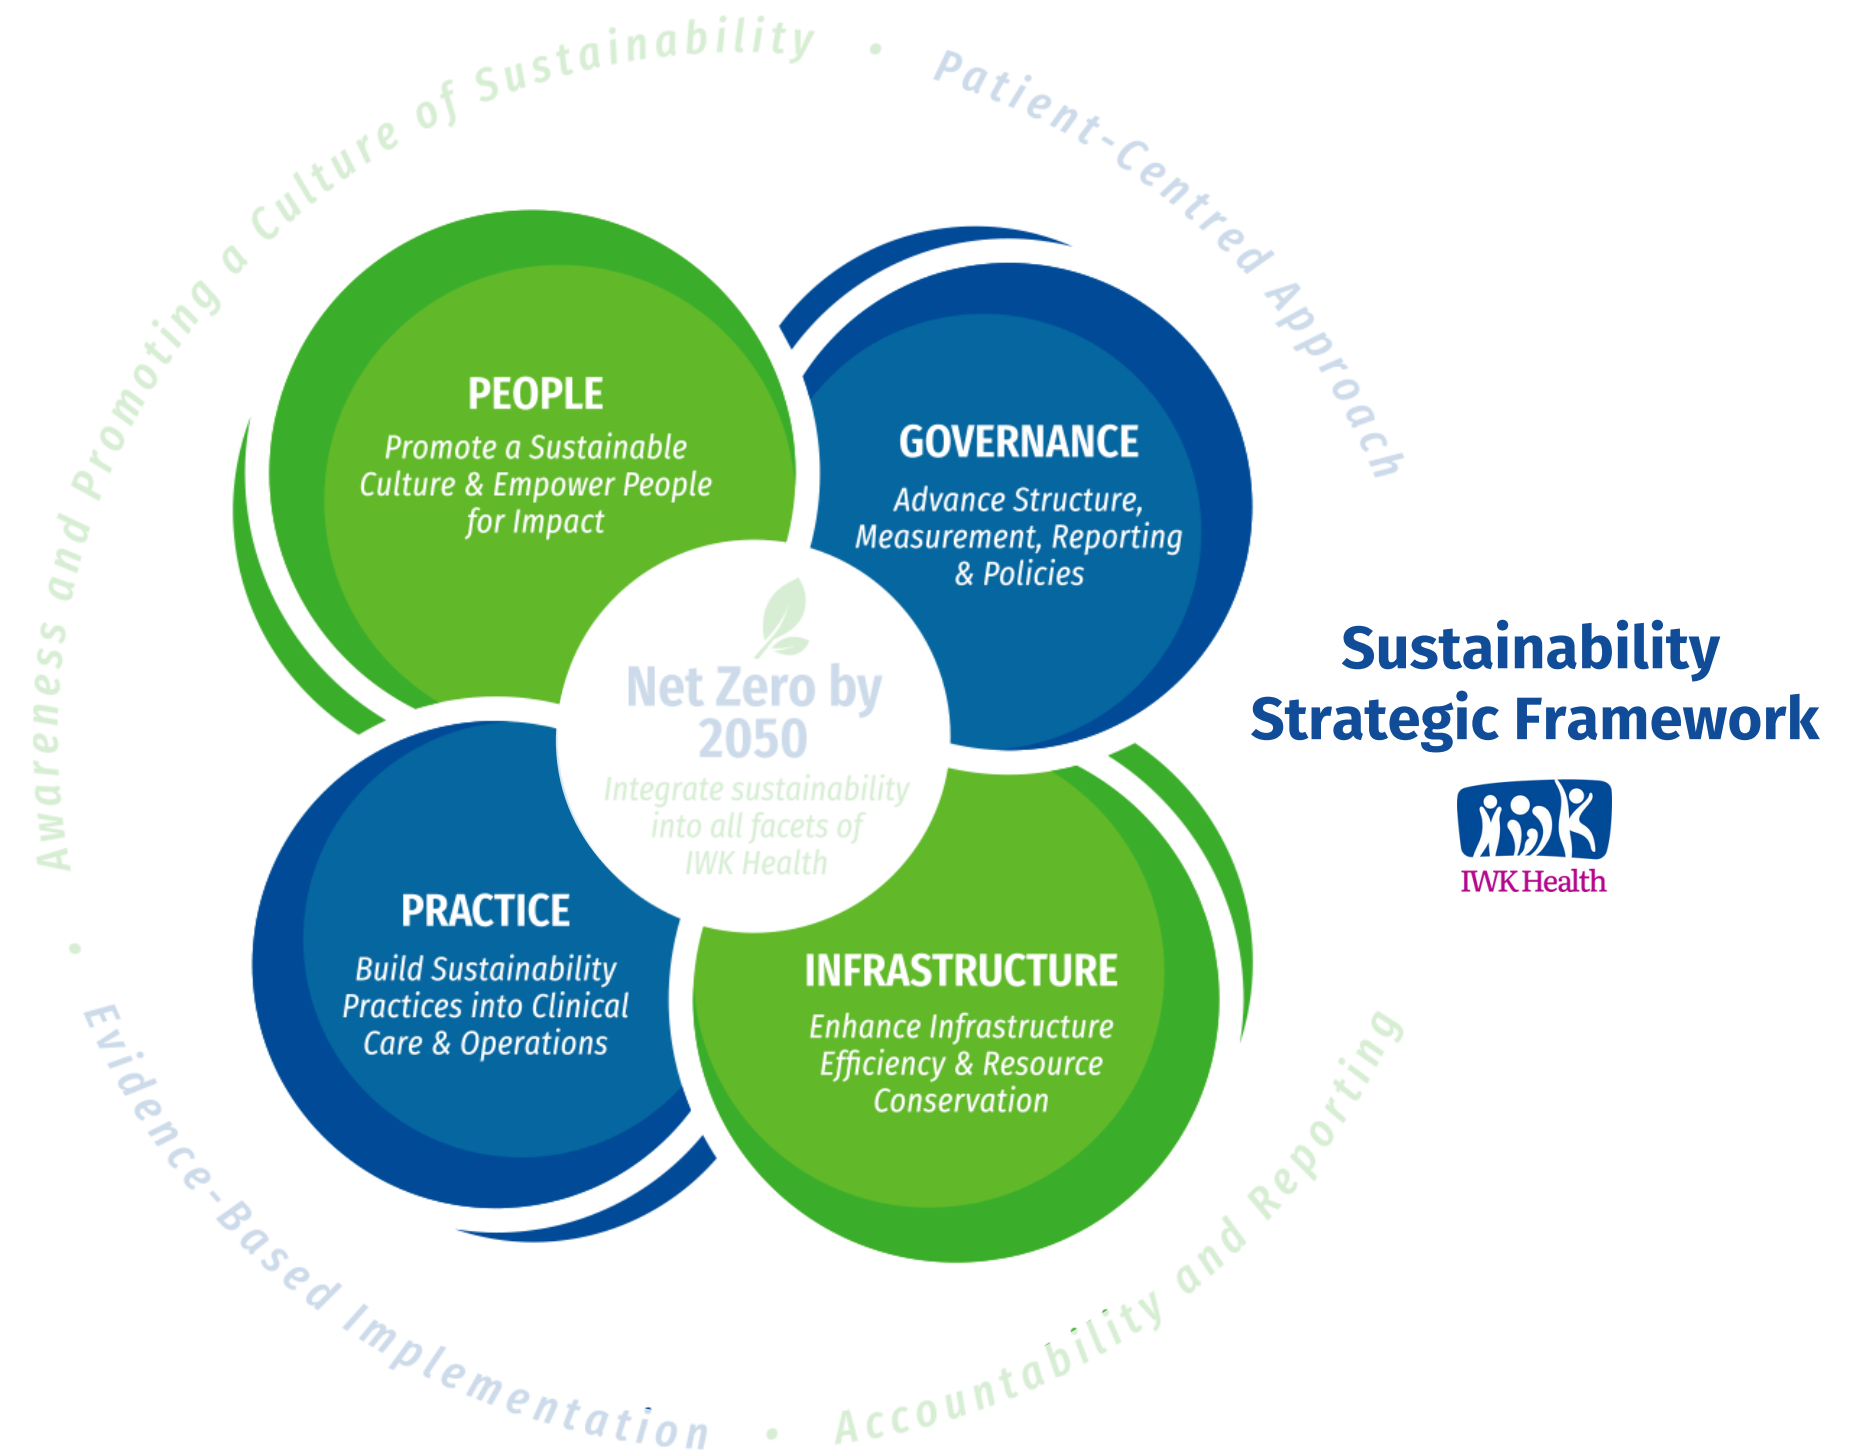 Awareness and Promoting a Culture of Sustainability
•
Patient-Centred Approach
PEOPLE
Promote a Sustainable
Culture & Empower People
for Impact
GOVERNANCE
Advance Structure,
Measurement, Reporting
& Policies
Net Zero by
2050
Integrate sustainability
into all facets of
IWK Health
Sustainability
Strategic Framework
IWK Health
PRACTICE
Build Sustainability
Practices into Clinical
Care & Operations
INFRASTRUCTURE
Enhance Infrastructure
Efficiency & Resource
Conservation
•
Evidence-Based Implementation
•
Accountability and Reporting